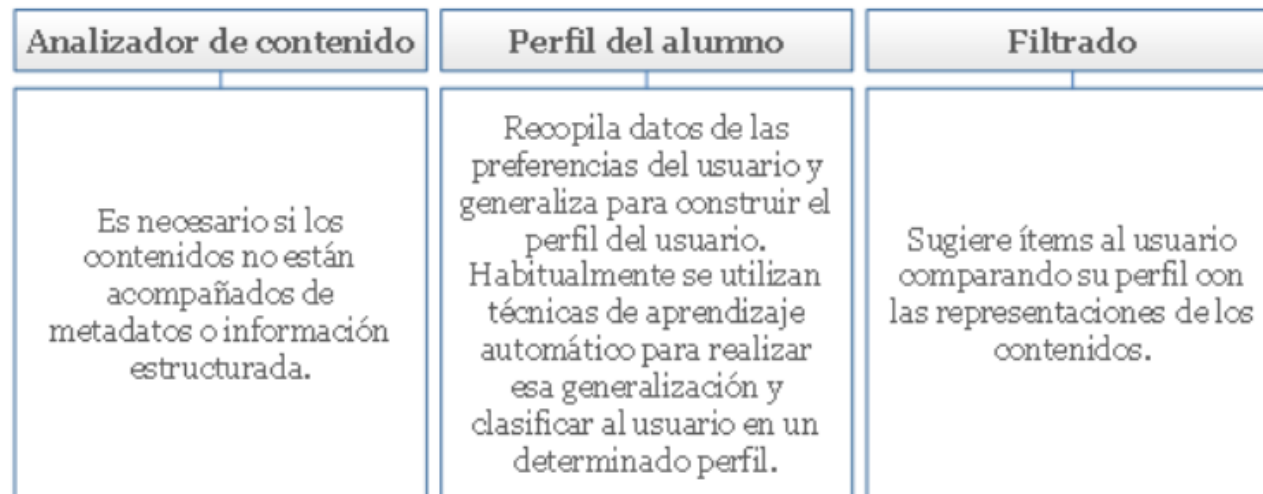 Analizador de contenido
Es necesario si los
contenidos no están
acompañados de
metadatos o información
estructurada.
Perfil del alumno
Recopila datos de las
preferencias del usuario y
generaliza para construir el
perfil del usuario.
Habitualmente se utilizan
técnicas de aprendizaje
automático para realizar
esa generalización y
clasificar al usuario en un
determinado perfil.
Filtrado
Sugiere ítems al usuario
comparando su perfil con
las representaciones de los
contenidos.